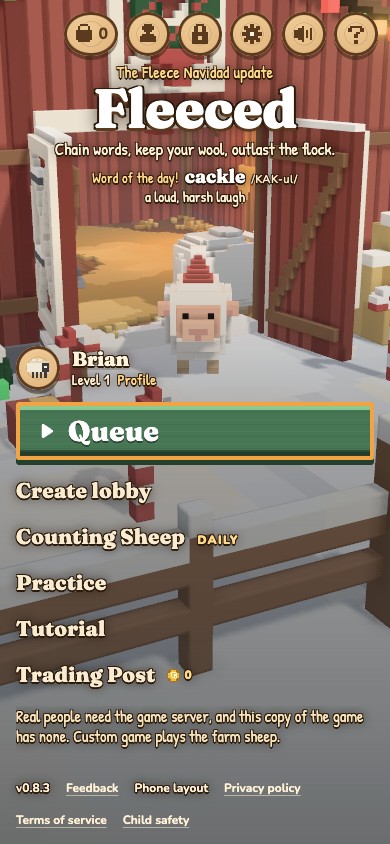 0
The Fleece Navidad update
Fleeced
Chain words, keep your wool, outlast the flock.
Word of the day! cackle /KAK-ul/
a loud, harsh laugh
Brian
Level 1 Profile
Queue
Create lobby
Counting Sheep DAILY
Practice
Tutorial
Trading Post 0
Real people need the game server, and this copy of the game
has none. Custom game plays the farm sheep.
v0.8.3 Feedback Phone layout Privacy policy
Terms of service Child safety